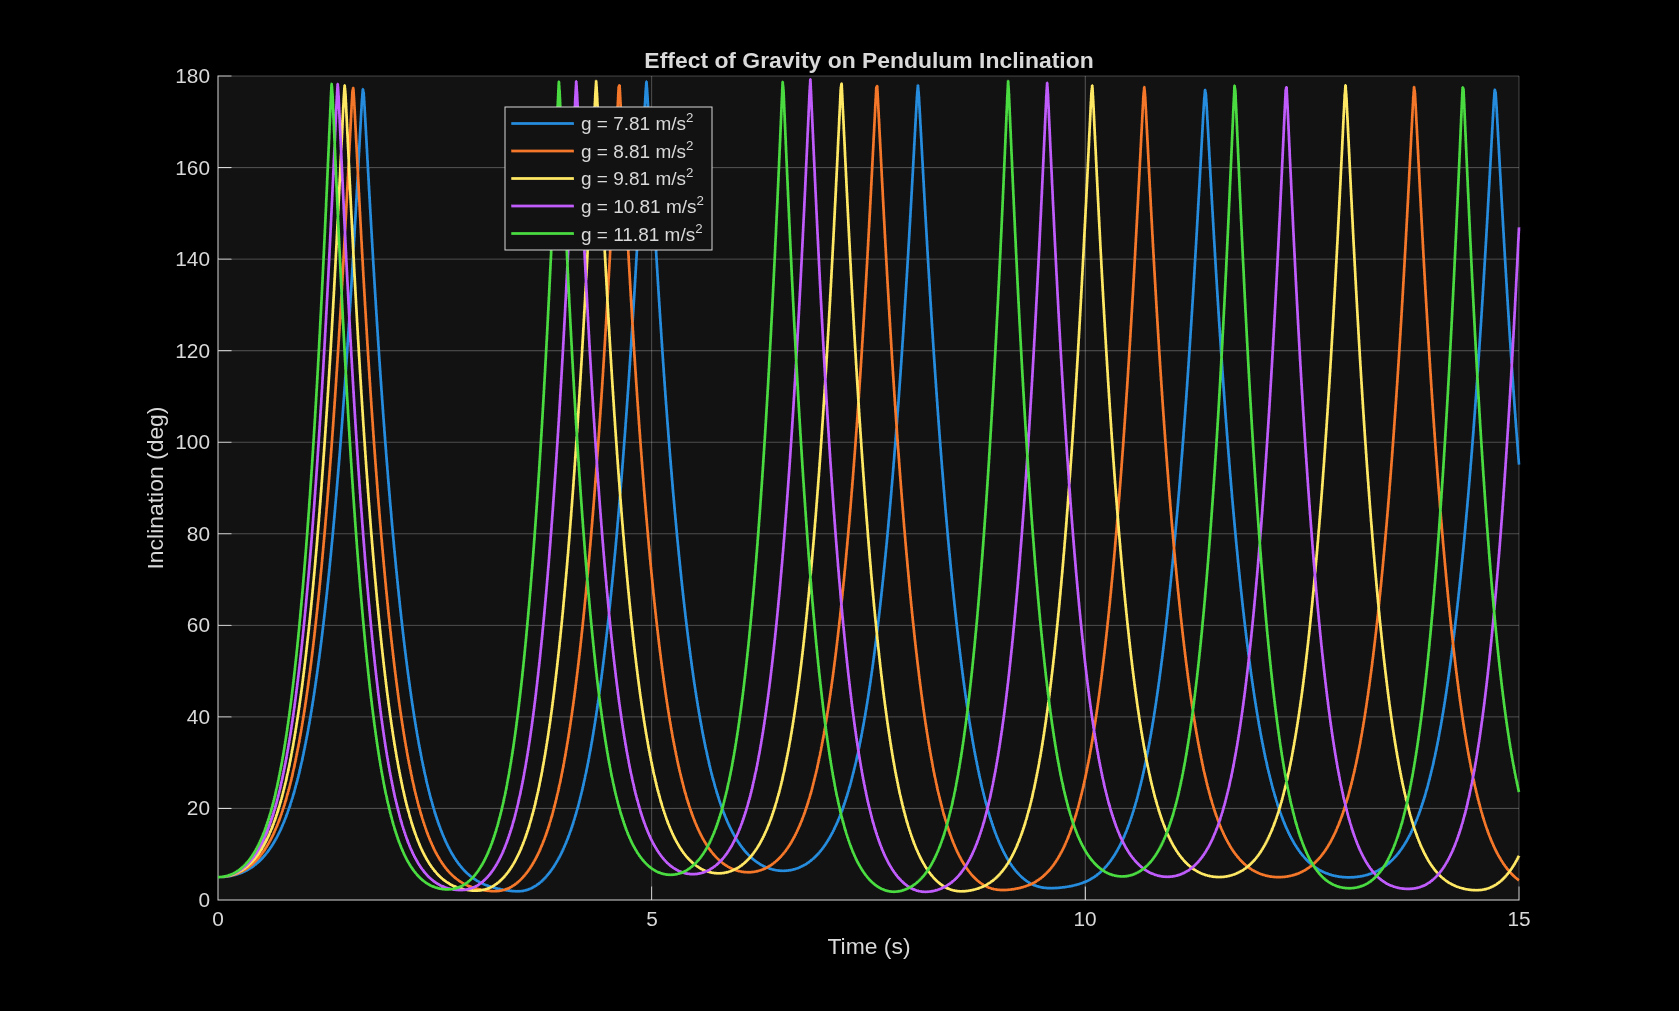 Effect of Gravity on Pendulum Inclination
180
160
140
120
100
80
60
40
20
0
Inclination (deg)
g = 7.81 m/s²
g = 8.81 m/s²
g = 9.81 m/s²
g = 10.81 m/s²
g = 11.81 m/s²
0 5 10 15
Time (s)